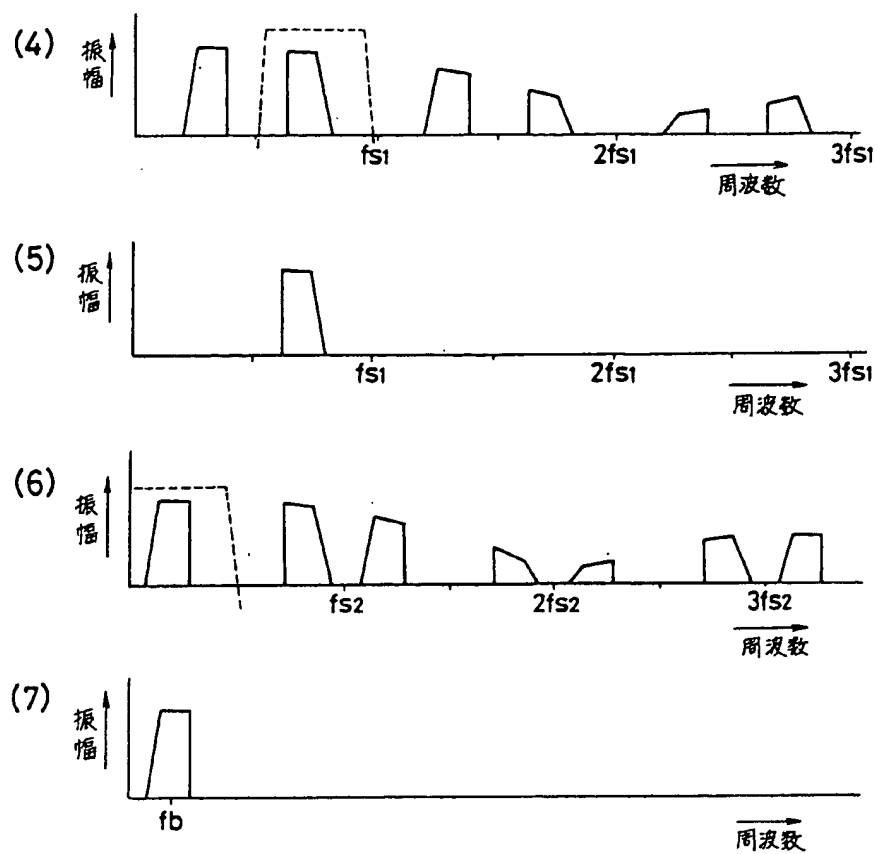 (4)
振幅
fs1
2fs1
3fs1
周波数
(5)
振幅
fs1
2fs1
3fs1
周波数
(6)
振幅
fs2
2fs2
3fs2
周波数
(7)
振幅
fb
周波数